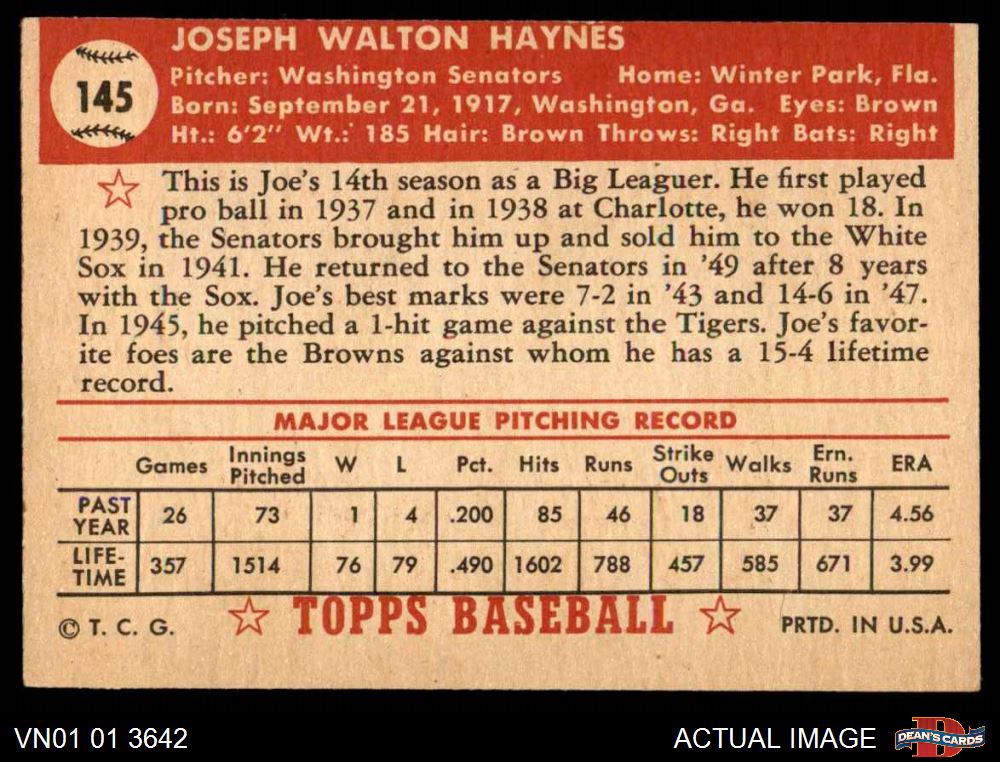 JOSEPH WALTON HAYNES
145
Pitcher: Washington Senators Home: Winter Park, Fla.
Born: September 21, 1917, Washington, Ga. Eyes: Brown
Ht.: 6'2" Wt.: 185 Hair: Brown Throws: Right Bats: Right
This is Joe's 14th season as a Big Leaguer. He first played
pro ball in 1937 and in 1938 at Charlotte, he won 18. In
1939, the Senators brought him up and sold him to the White
Sox in 1941. He returned to the Senators in '49 after 8 years
with the Sox. Joe's best marks were 7-2 in '43 and 14-6 in '47.
In 1945, he pitched a 1-hit game against the Tigers. Joe's favor-
ite foes are the Browns against whom he has a 15-4 lifetime
record.
MAJOR LEAGUE PITCHING RECORD
Games Innings Pitched W L Pct. Hits Runs Strike Outs Walks Ern. Runs ERA
PAST YEAR 26 73 1 4 .200 85 46 18 37 37 4.56
LIFE-TIME 357 1514 76 79 .490 1602 788 457 585 671 3.99
© T. C. G. TOPPS BASEBALL PRTD. IN U.S.A.
VN01 01 3642 ACTUAL IMAGE D DEAN'S CARDS